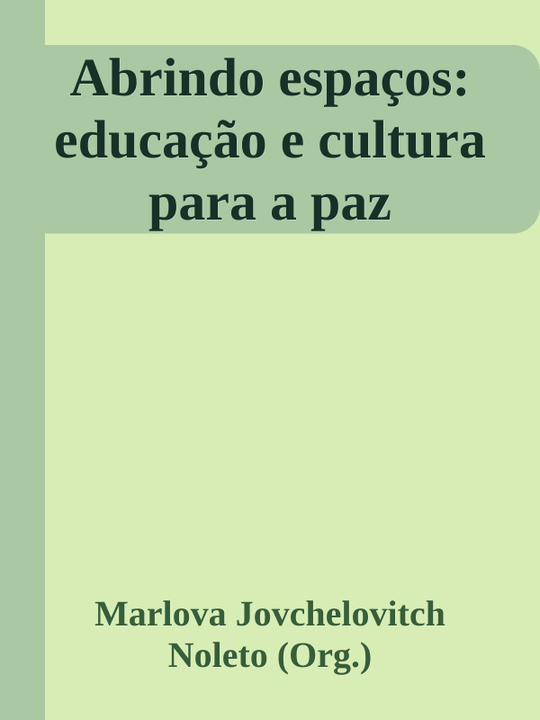 Abrindo espaços:
educação e cultura
para a paz
Marlova Jovchelovitch
Noleto (Org.)